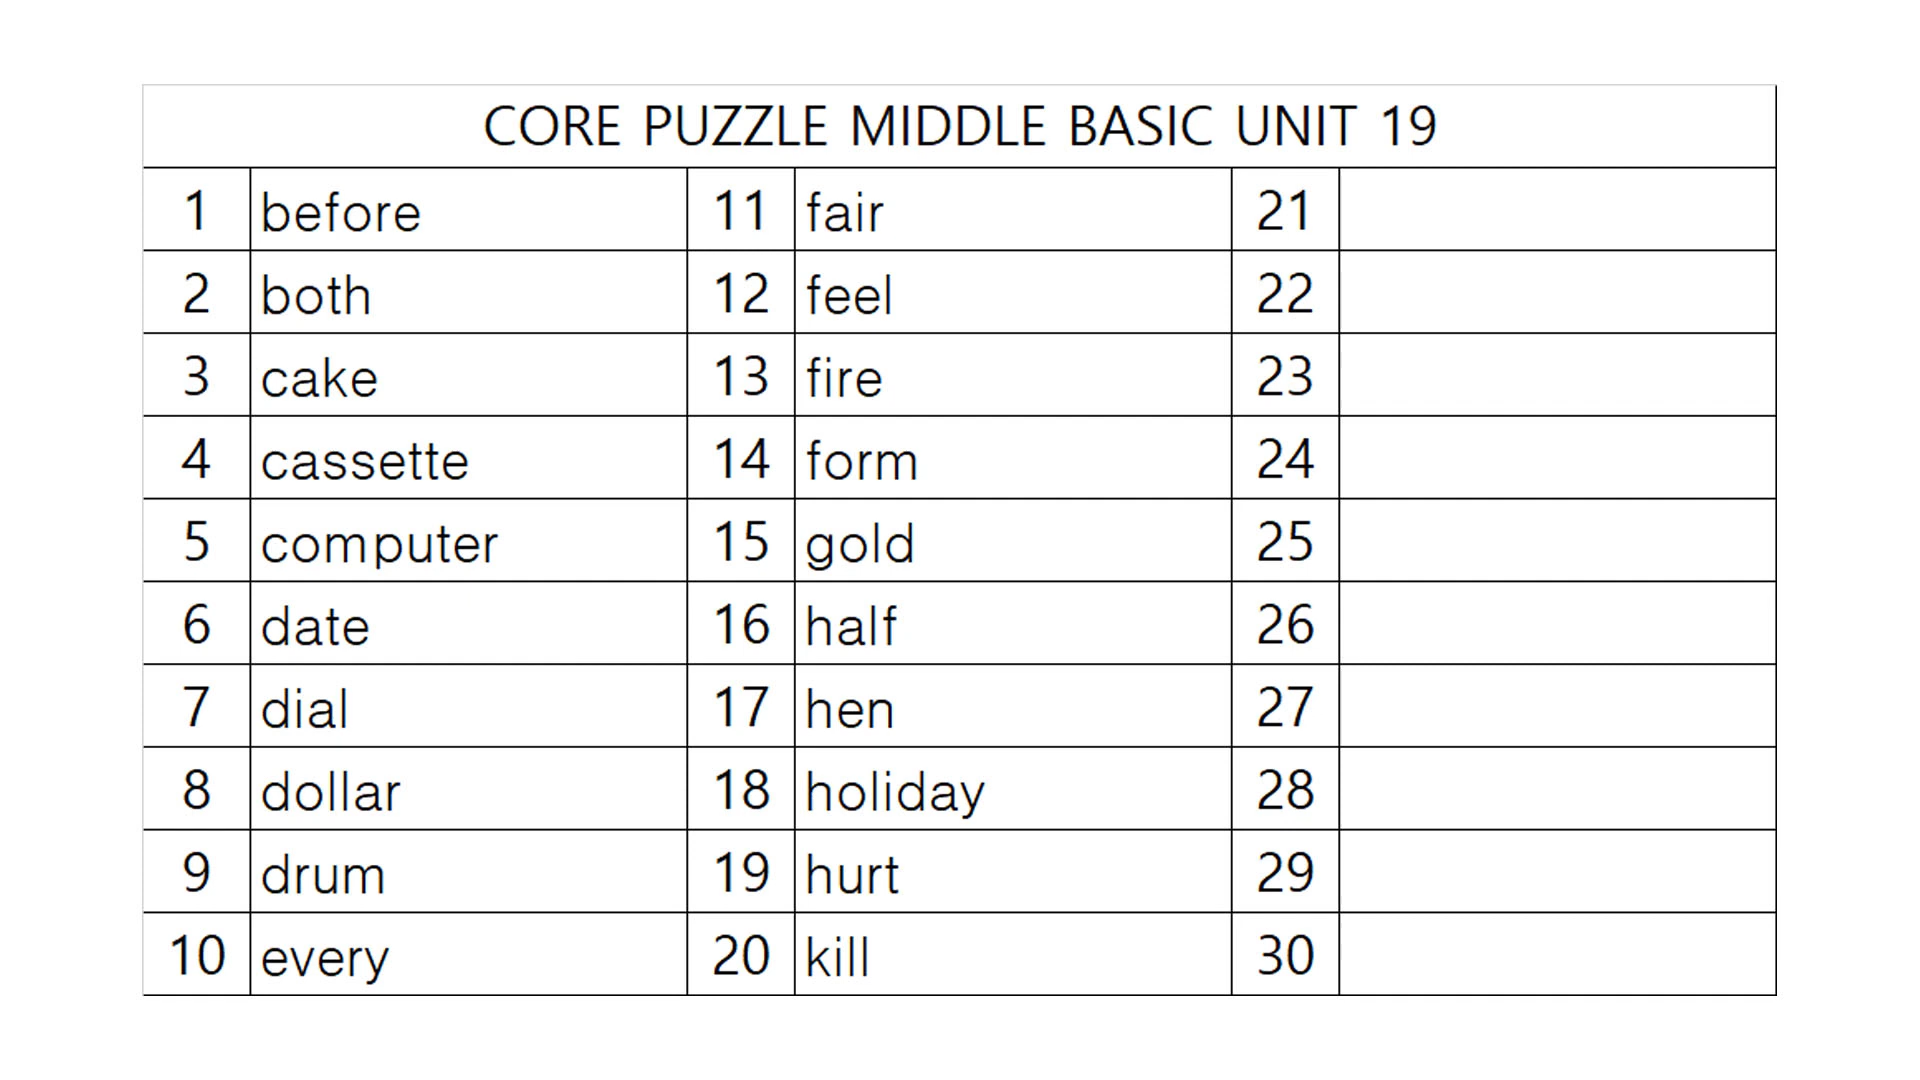 CORE PUZZLE MIDDLE BASIC UNIT 19
1 before 11 fair 21
2 both 12 feel 22
3 cake 13 fire 23
4 cassette 14 form 24
5 computer 15 gold 25
6 date 16 half 26
7 dial 17 hen 27
8 dollar 18 holiday 28
9 drum 19 hurt 29
10 every 20 kill 30